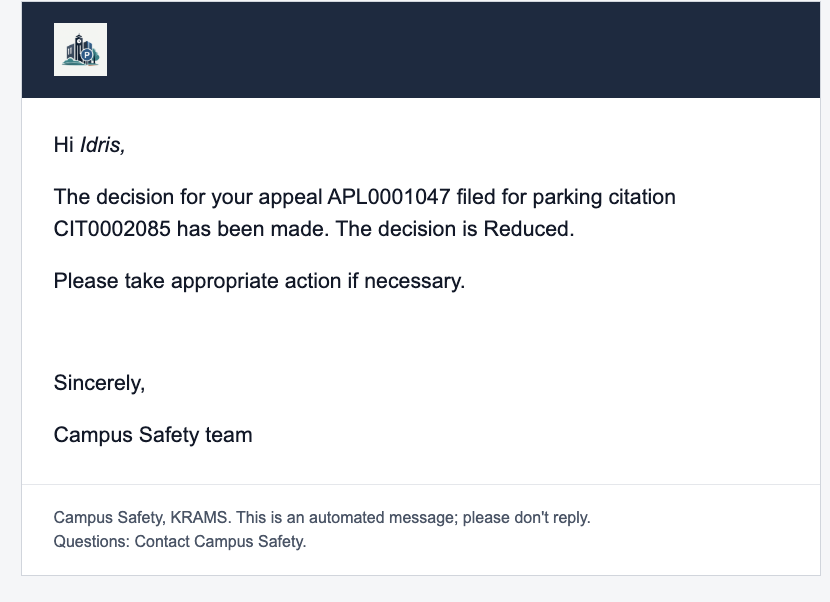 P
Hi Idris,
The decision for your appeal APL0001047 filed for parking citation
CIT0002085 has been made. The decision is Reduced.
Please take appropriate action if necessary.
Sincerely,
Campus Safety team
Campus Safety, KRAMS. This is an automated message; please don't reply.
Questions: Contact Campus Safety.